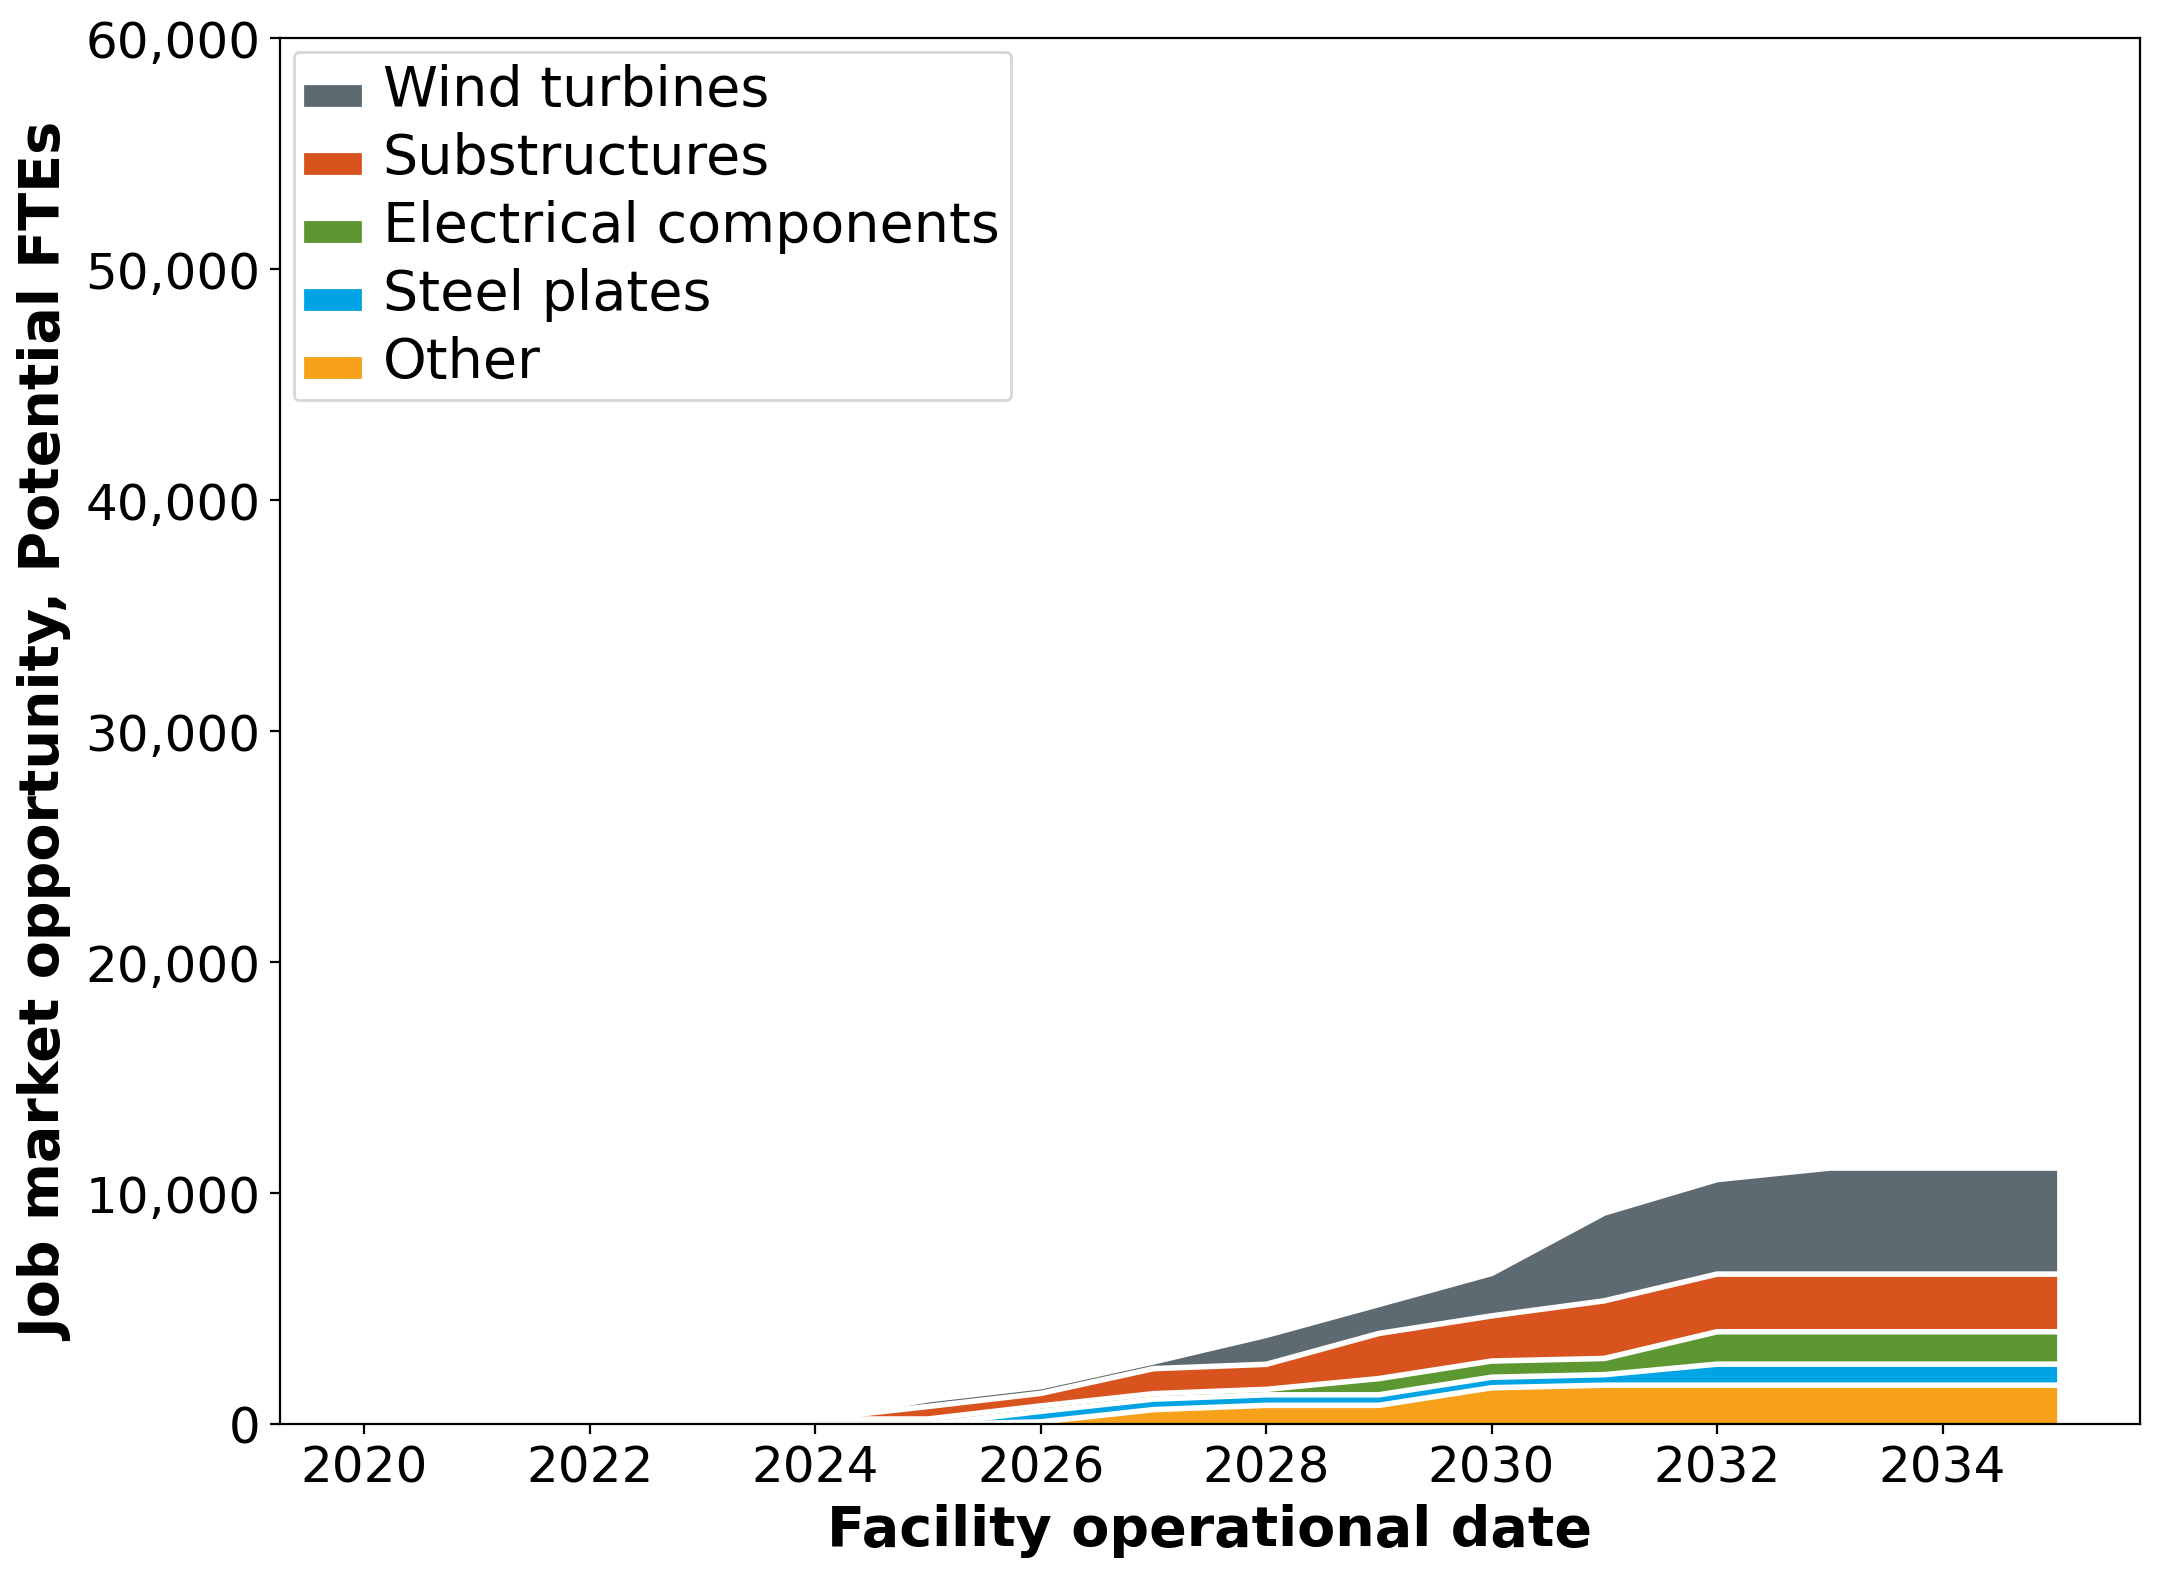 60,000
50,000
40,000
30,000
20,000
10,000
0
Job market opportunity, Potential FTEs
Wind turbines
Substructures
Electrical components
Steel plates
Other
2020 2022 2024 2026 2028 2030 2032 2034
Facility operational date